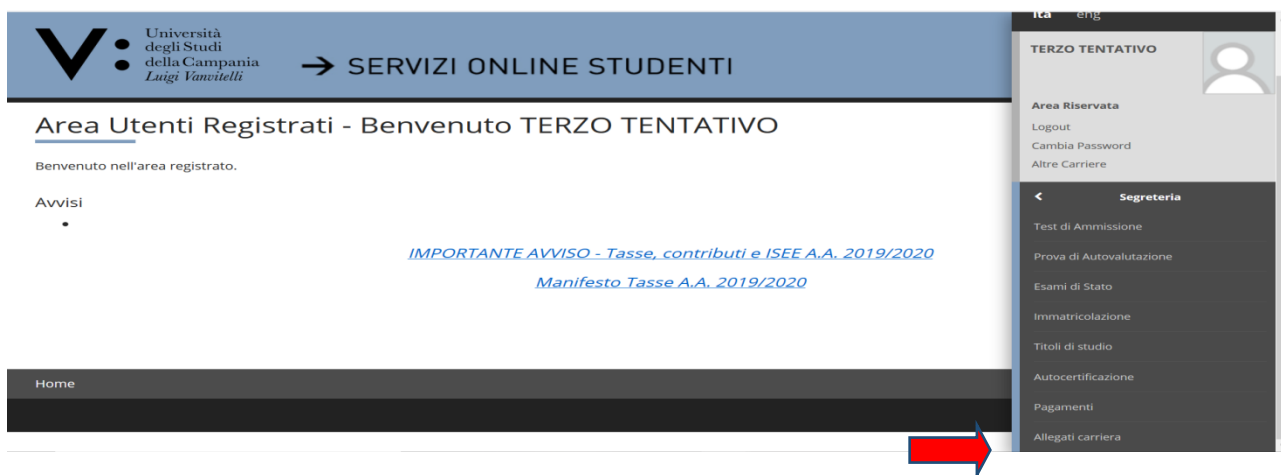 Università
degli Studi
della Campania
Luigi Vanvitelli
→ SERVIZI ONLINE STUDENTI
Area Utenti Registrati - Benvenuto TERZO TENTATIVO
Benvenuto nell'area registrato.
Avvisi
IMPORTANTE AVVISO - Tasse, contributi e ISEE A.A. 2019/2020
Manifesto Tasse A.A. 2019/2020
Home
ita eng
TERZO TENTATIVO
Area Riservata
Logout
Cambia Password
Altre Carriere
Segreteria
Test di Ammissione
Prova di Autovalutazione
Esami di Stato
Immatricolazione
Titoli di studio
Autocertificazione
Pagamenti
Allegati carriera